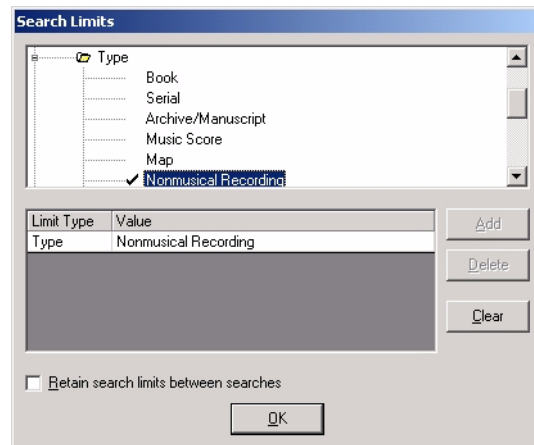 Search Limits
Type
Book
Serial
Archive/Manuscript
Music Score
Map
Nonmusical Recording
Limit Type Value
Type Nonmusical Recording
Add
Delete
Clear
Retain search limits between searches
OK